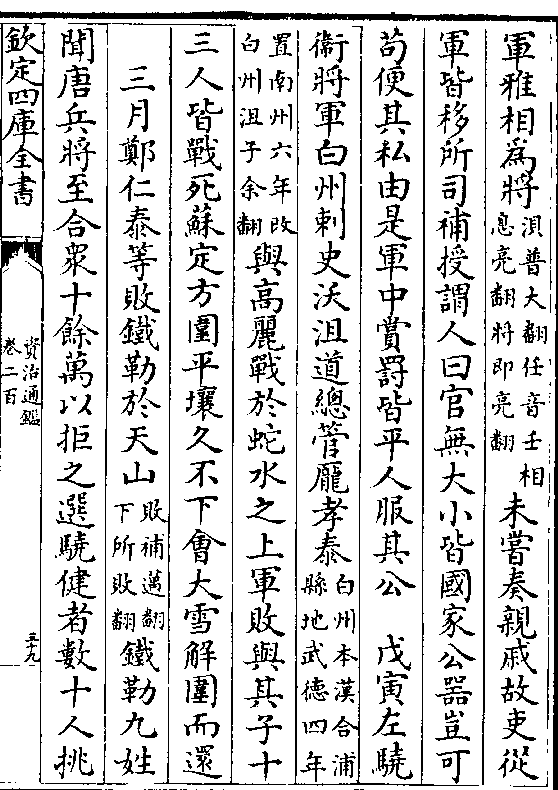 軍雅相爲將浿普大翻任音壬相息亮翻將即亮翻未嘗奏親戚故吏從
軍皆移所司補授謂人曰官無大小皆國家公器豈可
苟便其私由是軍中賞罸皆平人服其公　戊寅左驍
衞將軍白州刺史沃沮道總管龎孝泰白州本漢合浦縣地武德四年
置南州六年改白州沮子余翻與高麗戰於蛇水之上軍敗與其子十
三人皆戰死蘇定方圍平壤久不下會大雪解圍而還
三月鄭仁泰等敗鐵勒於天山敗補邁翻下所敗翻鐵勒九姓
聞唐兵將至合衆十餘萬以拒之選驍健者數十人挑
欽定四庫全書
資治通鑑
卷二百
五十九